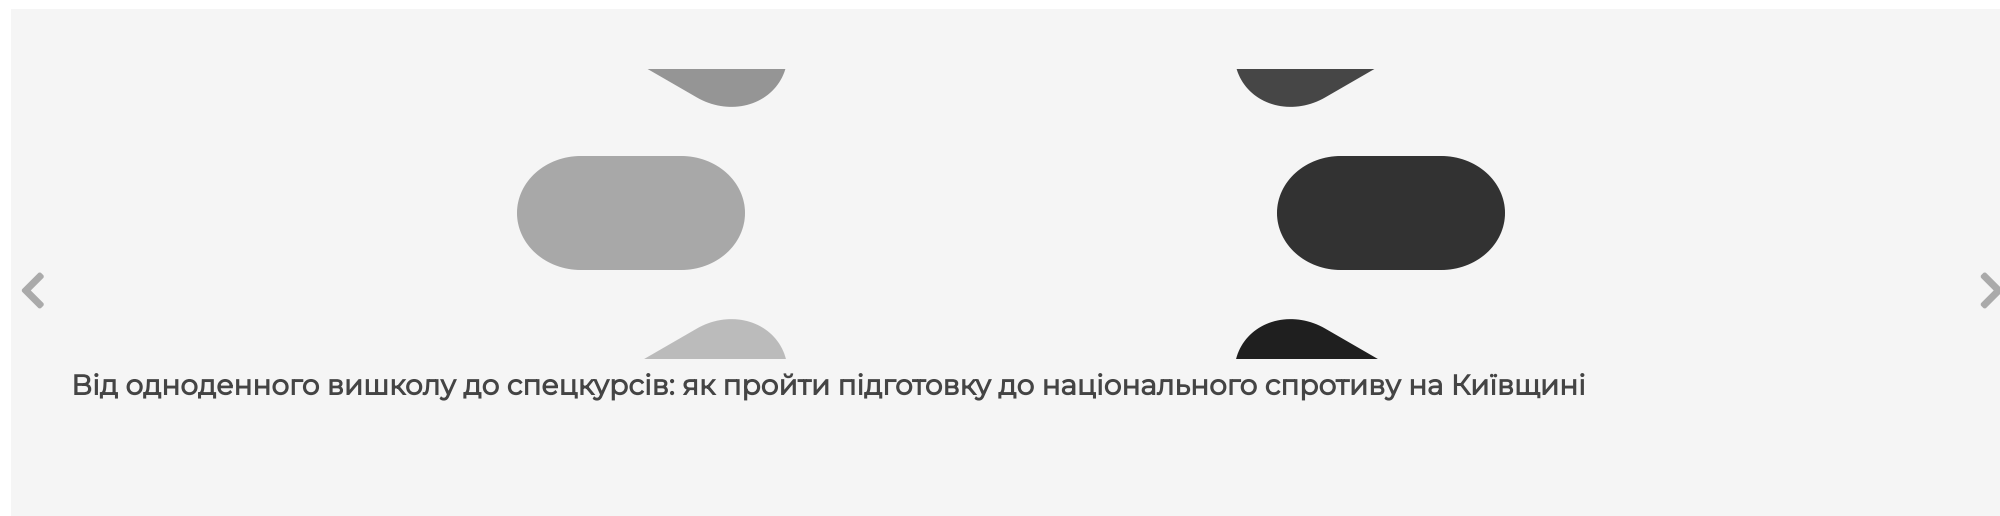 Від одноденного вишколу до спецкурсів: як пройти підготовку до національного спротиву на Київщині